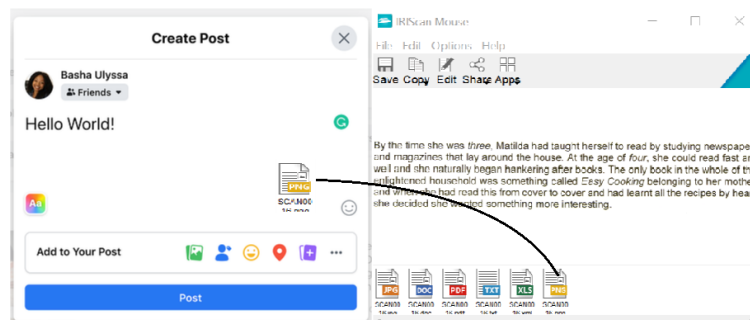 Create Post
Basha Ulyssa
Friends
Hello World!
PNG
SCAN00
Aa
Add to Your Post
Post
IRIScan Mouse
File Edit Options Help
Save Copy Edit Share Apps
By the time she was three, Matilda had taught herself to read by studying newspape
and magazines that lay around the house. At the age of four, she could read fast an
well and she naturally began hankering after books. The only book in the whole of th
enlightened household was something called Easy Cooking belonging to her mothe
and when she had read this from cover to cover and had learnt all the recipes by hear
she decided she wanted something more interesting.
JPG DOC PDF TXT XLS PNG
SCAN00 SCAN00 SCAN00 SCAN00 SCAN00 SCAN00